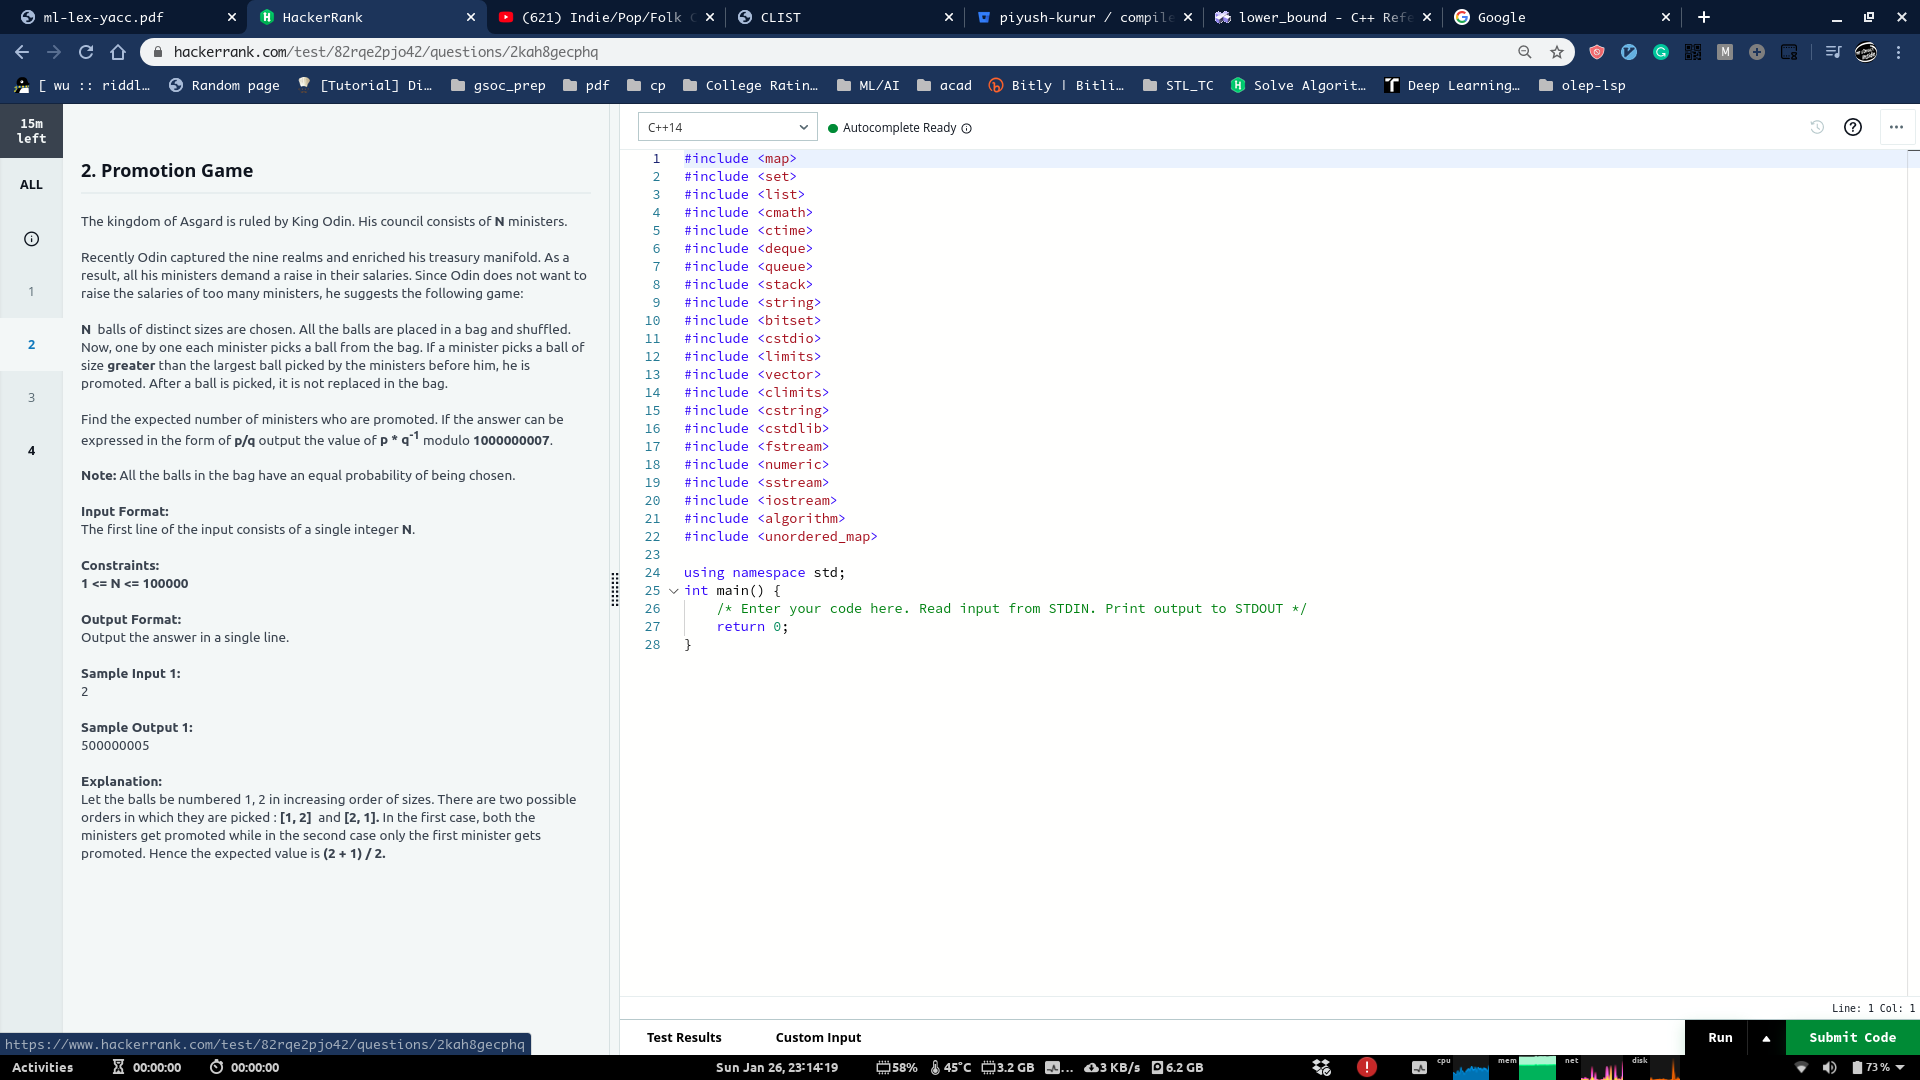 ml-lex-yacc.pdf
HackerRank
(621) Indie/Pop/Folk
CLIST
piyush-kurur / compile
lower_bound - C++ Refe
Google
hackerrank.com/test/82rqe2pjo42/questions/2kah8gecphq
[ wu :: riddl…
Random page
[Tutorial] Di…
gsoc_prep
pdf
cp
College Ratin…
ML/AI
acad
Bitly | Bitli…
STL_TC
Solve Algorit…
Deep Learning…
olep-lsp
15m
left
ALL
1
2
3
4
2. Promotion Game
The kingdom of Asgard is ruled by King Odin. His council consists of N ministers.
Recently Odin captured the nine realms and enriched his treasury manifold. As a
result, all his ministers demand a raise in their salaries. Since Odin does not want to
raise the salaries of too many ministers, he suggests the following game:
N balls of distinct sizes are chosen. All the balls are placed in a bag and shuffled.
Now, one by one each minister picks a ball from the bag. If a minister picks a ball of
size greater than the largest ball picked by the ministers before him, he is
promoted. After a ball is picked, it is not replaced in the bag.
Find the expected number of ministers who are promoted. If the answer can be
expressed in the form of p/q output the value of p * q-1 modulo 1000000007.
Note: All the balls in the bag have an equal probability of being chosen.
Input Format:
The first line of the input consists of a single integer N.
Constraints:
1 <= N <= 100000
Output Format:
Output the answer in a single line.
Sample Input 1:
2
Sample Output 1:
500000005
Explanation:
Let the balls be numbered 1, 2 in increasing order of sizes. There are two possible
orders in which they are picked : [1, 2] and [2, 1]. In the first case, both the
ministers get promoted while in the second case only the first minister gets
promoted. Hence the expected value is (2 + 1) / 2.
https://www.hackerrank.com/test/82rqe2pjo42/questions/2kah8gecphq
C++14
Autocomplete Ready
1 #include <map>
2 #include <set>
3 #include <list>
4 #include <cmath>
5 #include <ctime>
6 #include <deque>
7 #include <queue>
8 #include <stack>
9 #include <string>
10 #include <bitset>
11 #include <cstdio>
12 #include <limits>
13 #include <vector>
14 #include <climits>
15 #include <cstring>
16 #include <cstdlib>
17 #include <fstream>
18 #include <numeric>
19 #include <sstream>
20 #include <iostream>
21 #include <algorithm>
22 #include <unordered_map>
23
24 using namespace std;
25 int main() {
26 /* Enter your code here. Read input from STDIN. Print output to STDOUT */
27 return 0;
28 }
Line: 1 Col: 1
Test Results
Custom Input
Run
Submit Code
Activities
00:00:00
00:00:00
Sun Jan 26, 23:14:19
58%
45°C
3.2 GB
...
3 KB/s
6.2 GB
cpu
mem
net
disk
73 %